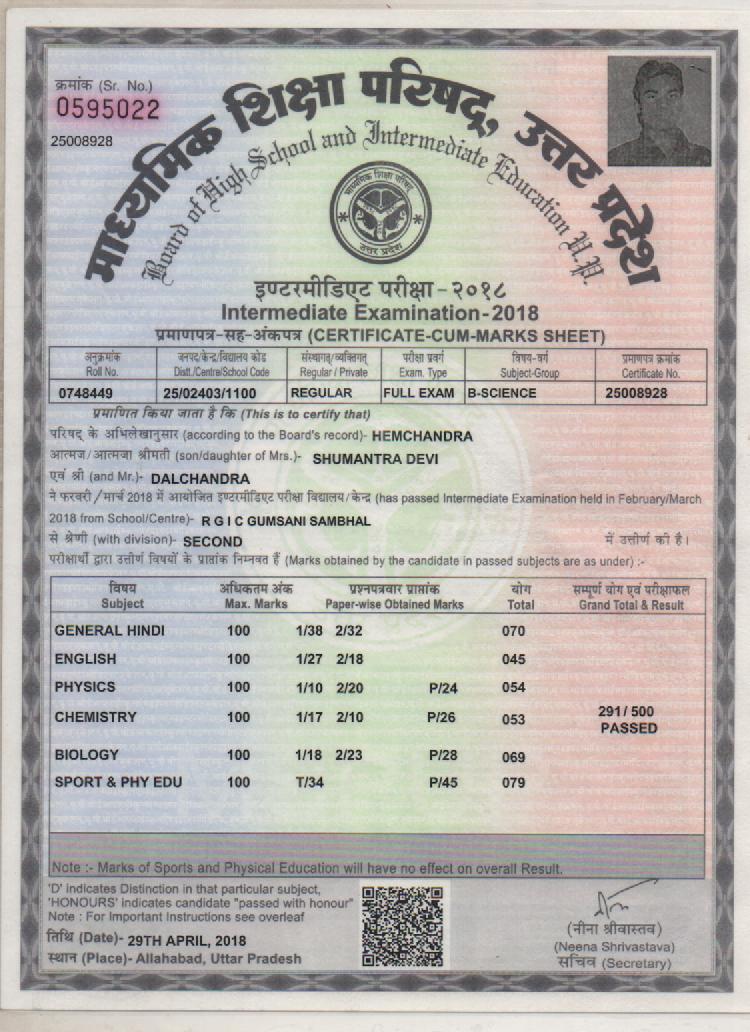 क्रमांक (Sr. No.)
0595022
25008928
माध्यमिक शिक्षा परिषद्, उत्तर प्रदेश
Board of High School and Intermediate Education U.P.
माध्यमिक शिक्षा परिषद्
उत्तर प्रदेश
इण्टरमीडिएट परीक्षा - २०१८
Intermediate Examination - 2018
प्रमाणपत्र-सह-अंकपत्र (CERTIFICATE-CUM-MARKS SHEET)
अनुक्रमांक जनपद/केन्द्र/विद्यालय कोड संस्थागत/व्यक्तिगत परीक्षा प्रवर्ग विषय-वर्ग प्रमाणपत्र क्रमांक
Roll No. Distt./Centre/School Code Regular / Private Exam. Type Subject-Group Certificate No.
0748449 25/02403/1100 REGULAR FULL EXAM B-SCIENCE 25008928
प्रमाणित किया जाता है कि (This is to certify that)
परिषद् के अभिलेखानुसार (according to the Board's record)- HEMCHANDRA
आत्मज/आत्मजा श्रीमती (son/daughter of Mrs.)- SHUMANTRA DEVI
एवं श्री (and Mr.)- DALCHANDRA
ने फरवरी/मार्च 2018 में आयोजित इण्टरमीडिएट परीक्षा विद्यालय/केन्द्र (has passed Intermediate Examination held in February/March
2018 from School/Centre)- R G I C GUMSANI SAMBHAL
से श्रेणी (with division)- SECOND में उत्तीर्ण की है।
परीक्षार्थी द्वारा उत्तीर्ण विषयों के प्राप्तांक निम्नवत हैं (Marks obtained by the candidate in passed subjects are as under) :-
विषय अधिकतम अंक प्रश्नपत्रवार प्राप्तांक योग सम्पूर्ण योग एवं परीक्षाफल
Subject Max. Marks Paper-wise Obtained Marks Total Grand Total & Result
GENERAL HINDI 100 1/38 2/32 070
ENGLISH 100 1/27 2/18 045
PHYSICS 100 1/10 2/20 P/24 054
CHEMISTRY 100 1/17 2/10 P/26 053 291/ 500
PASSED
BIOLOGY 100 1/18 2/23 P/28 069
SPORT & PHY EDU 100 T/34 P/45 079
Note :- Marks of Sports and Physical Education will have no effect on overall Result.
'D' indicates Distinction in that particular subject,
'HONOURS' indicates candidate "passed with honour"
Note : For Important Instructions see overleaf
तिथि (Date)- 29TH APRIL, 2018
स्थान (Place)- Allahabad, Uttar Pradesh
(नीना श्रीवास्तव)
(Neena Shrivastava)
सचिव (Secretary)